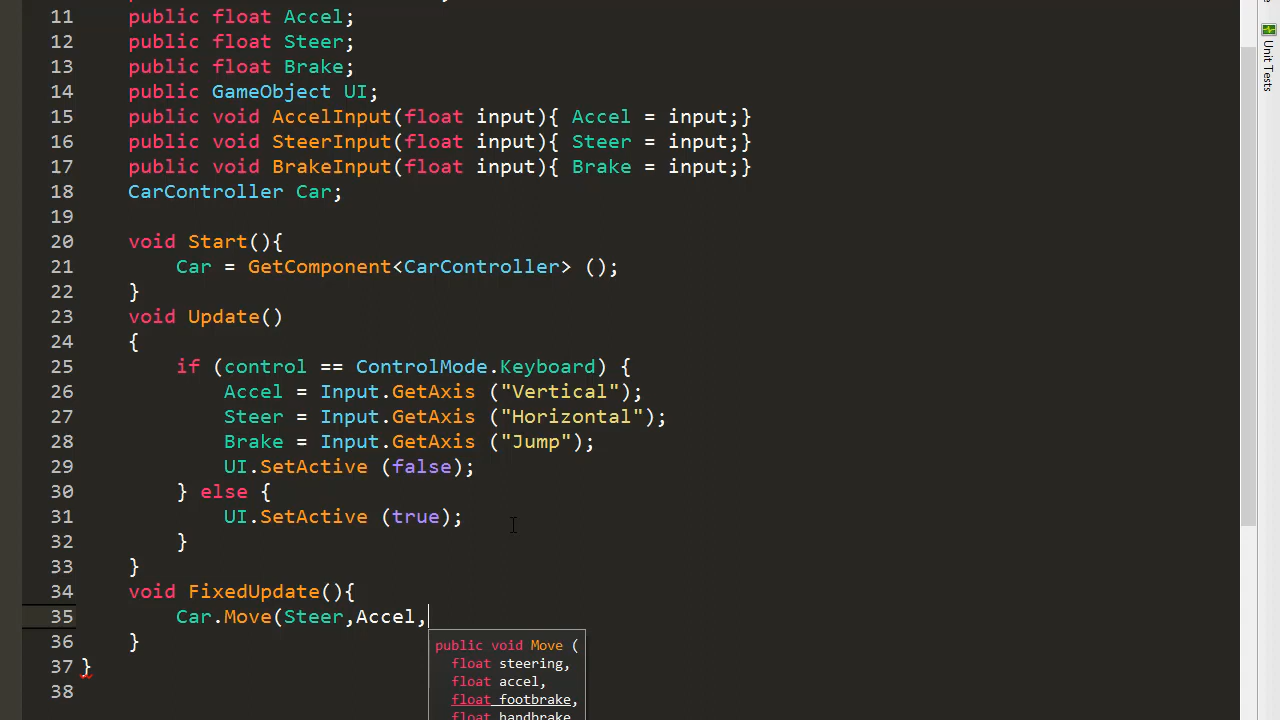 11 public float Accel;
12 public float Steer;
13 public float Brake;
14 public GameObject UI;
15 public void AccelInput(float input){ Accel = input;}
16 public void SteerInput(float input){ Steer = input;}
17 public void BrakeInput(float input){ Brake = input;}
18 CarController Car;
19
20 void Start(){
21 Car = GetComponent<CarController> ();
22 }
23 void Update()
24 {
25 if (control == ControlMode.Keyboard) {
26 Accel = Input.GetAxis ("Vertical");
27 Steer = Input.GetAxis ("Horizontal");
28 Brake = Input.GetAxis ("Jump");
29 UI.SetActive (false);
30 } else {
31 UI.SetActive (true);
32 }
33 }
34 void FixedUpdate(){
35 Car.Move(Steer,Accel,
36 }
37 }
38
public void Move (
float steering,
float accel,
float footbrake,
float handbrake
Unit Tests